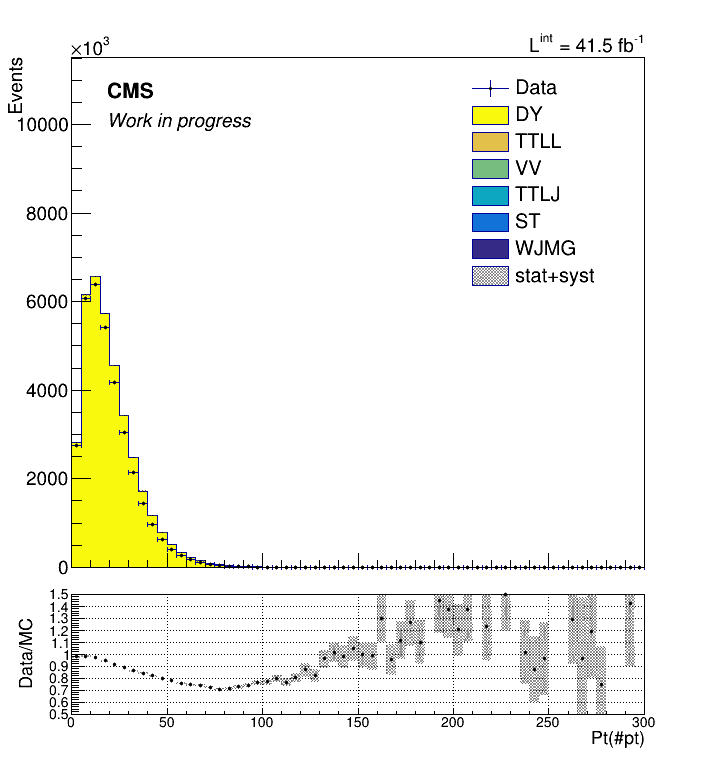 ×10³
L^int = 41.5 fb⁻¹
Events
CMS
Work in progress
Data
DY
TTLL
VV
TTLJ
ST
WJMG
stat+syst
10000
8000
6000
4000
2000
0
Data/MC
1.5
1.4
1.3
1.2
1.1
1
0.9
0.8
0.7
0.6
0.5
0 50 100 150 200 250 300
Pt(#pt)